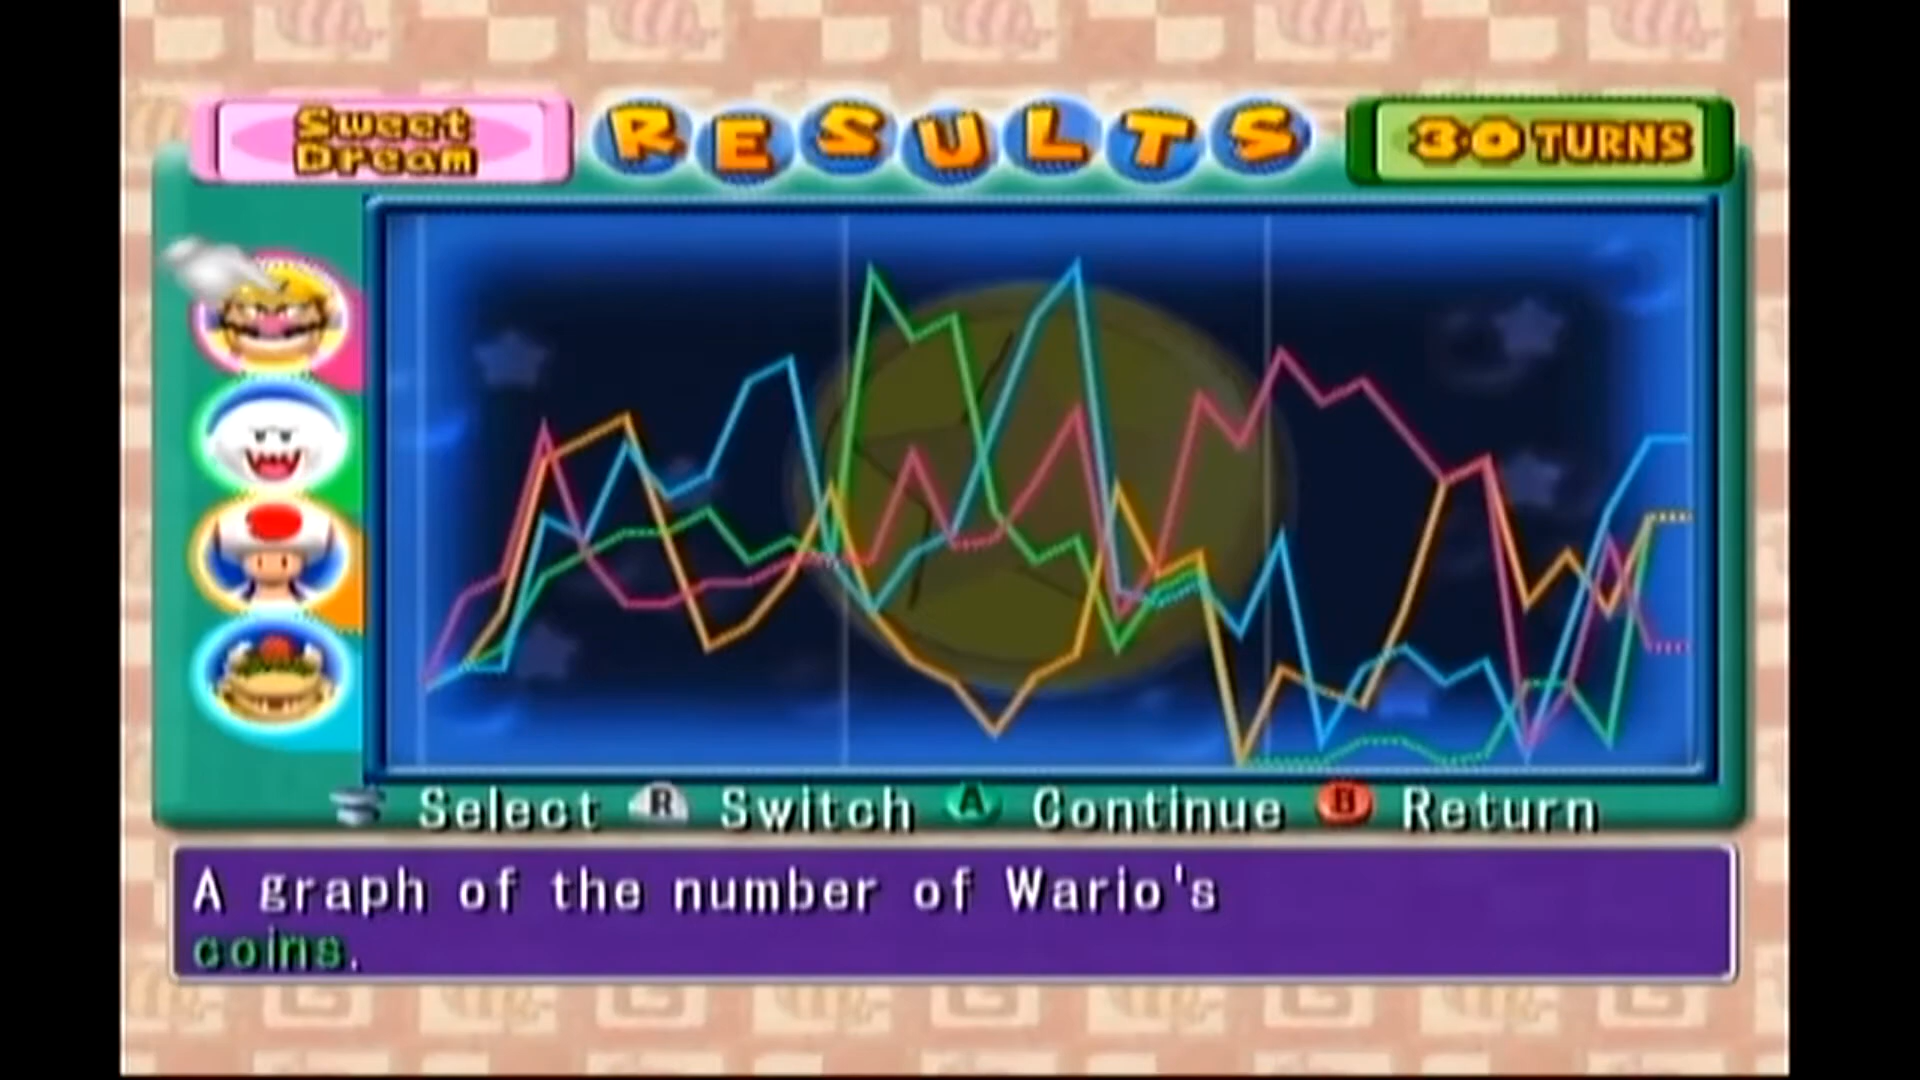 Sweet
Dream
RESULTS
30 TURNS
Select R Switch A Continue B Return
A graph of the number of Wario's
coins.